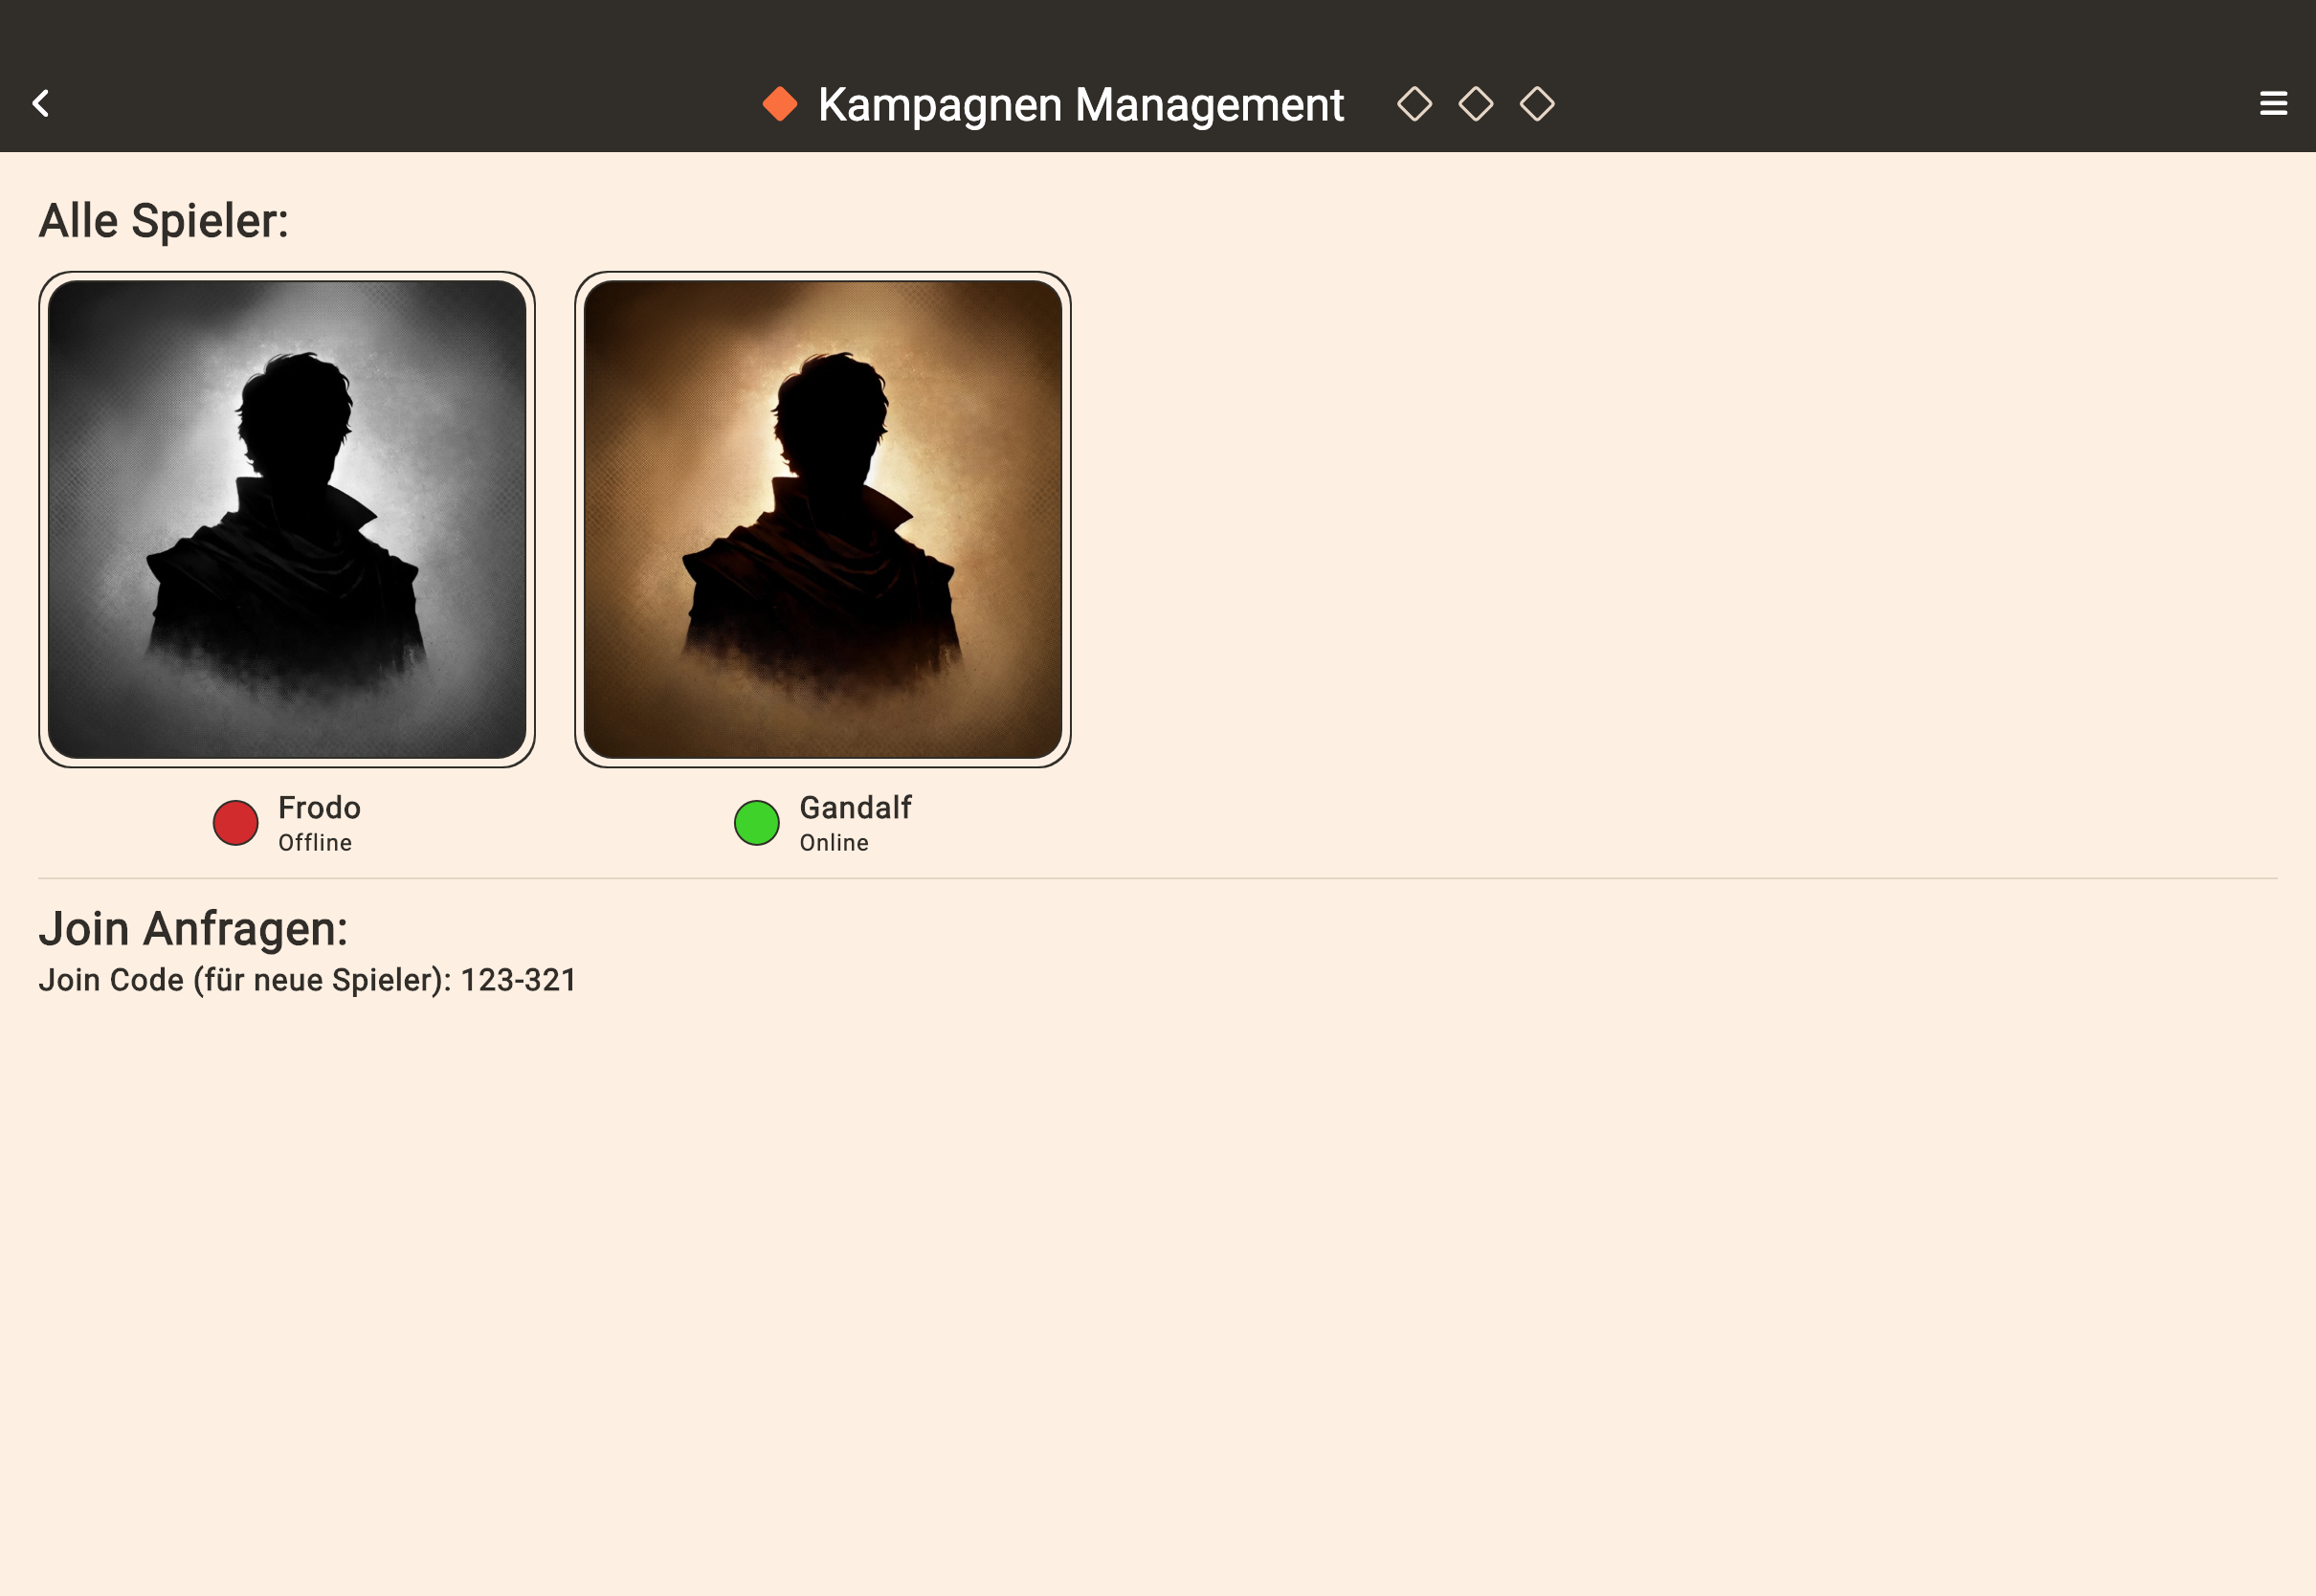 Kampagnen Management
Alle Spieler:
Frodo
Offline
Gandalf
Online
Join Anfragen:
Join Code (für neue Spieler): 123-321